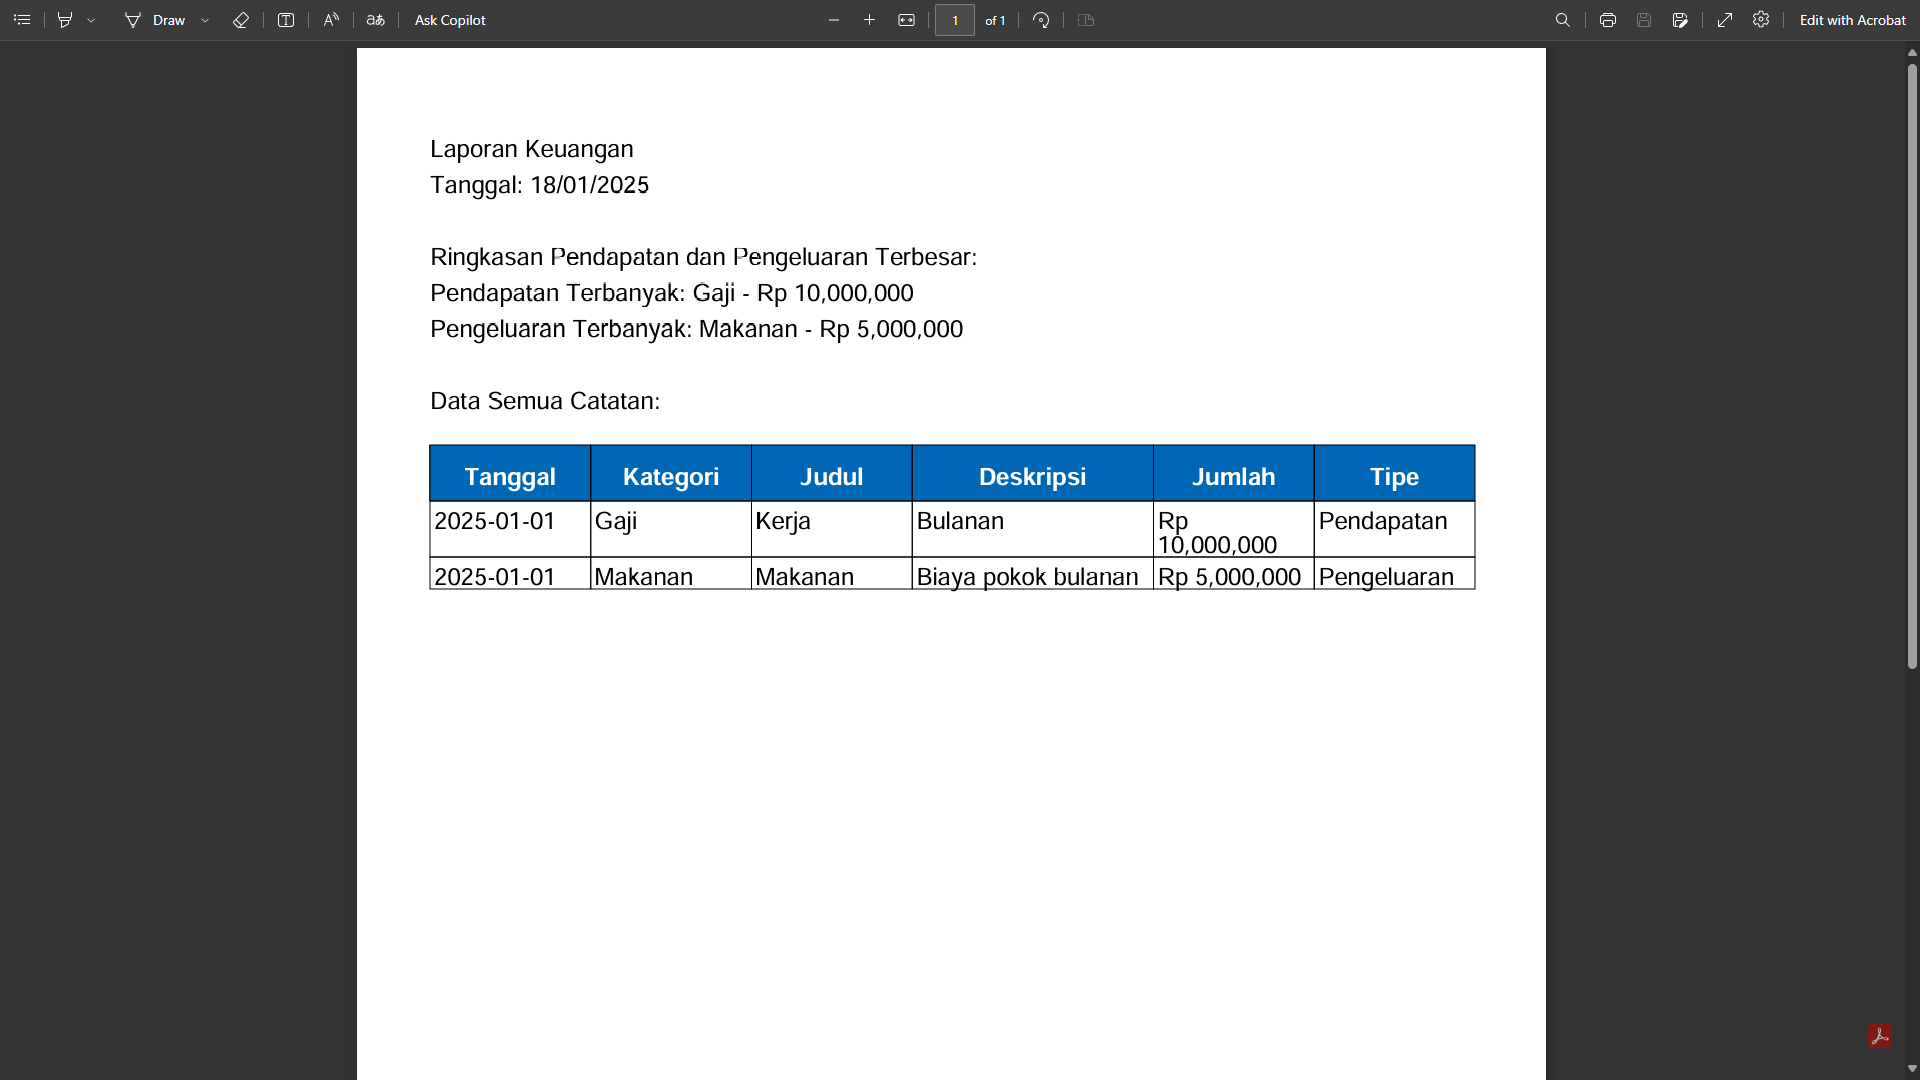 Draw
Ask Copilot
1
of 1
Edit with Acrobat
Laporan Keuangan
Tanggal: 18/01/2025
Ringkasan Pendapatan dan Pengeluaran Terbesar:
Pendapatan Terbanyak: Gaji - Rp 10,000,000
Pengeluaran Terbanyak: Makanan - Rp 5,000,000
Data Semua Catatan:
Tanggal Kategori Judul Deskripsi Jumlah Tipe
2025-01-01 Gaji Kerja Bulanan Rp 10,000,000 Pendapatan
2025-01-01 Makanan Makanan Biaya pokok bulanan Rp 5,000,000 Pengeluaran